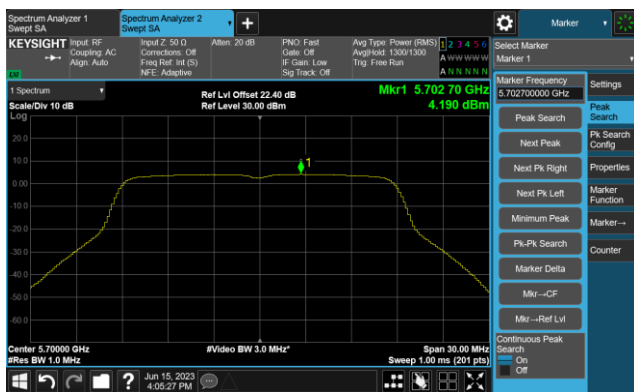 Spectrum Analyzer 1
Swept SA
Spectrum Analyzer 2
Swept SA
+
Marker
KEYSIGHT
Input: RF
Coupling: AC
Align: Auto
Input Z: 50 Ω
Corrections: Off
Freq Ref: Int (S)
NFE: Adaptive
Atten: 20 dB
PNO: Fast
Gate: Off
IF Gain: Low
Sig Track: Off
Avg Type: Power (RMS)
Avg|Hold: 1300/1300
Trig: Free Run
1 2 3 4 5 6
A W W W W W
A N N N N N
LXI
Select Marker
Marker 1
1 Spectrum
Scale/Div 10 dB
Log
Ref Lvl Offset 22.40 dB
Ref Level 30.00 dBm
Mkr1 5.702 70 GHz
4.190 dBm
20.0
10.0
0.00
-10.0
-20.0
-30.0
-40.0
-50.0
-60.0
1
Center 5.70000 GHz
#Res BW 1.0 MHz
#Video BW 3.0 MHz*
Span 30.00 MHz
Sweep 1.00 ms (201 pts)
Marker Frequency
5.702700000 GHz
Peak Search
Next Peak
Next Pk Right
Next Pk Left
Minimum Peak
Pk-Pk Search
Marker Delta
Mkr→CF
Mkr→Ref Lvl
Continuous Peak
Search
On
Off
Settings
Peak
Search
Pk Search
Config
Properties
Marker
Function
Marker→
Counter
?
Jun 15, 2023
4:05:27 PM